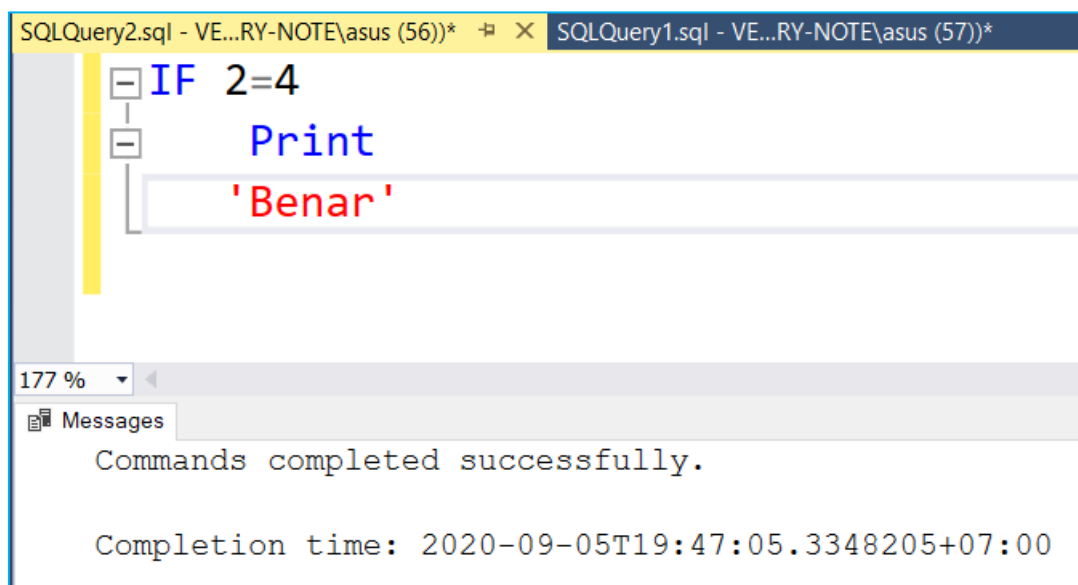 SQLQuery2.sql - VE...RY-NOTE\asus (56))* SQLQuery1.sql - VE...RY-NOTE\asus (57))*
IF 2=4
Print
'Benar'
177 %
Messages
Commands completed successfully.
Completion time: 2020-09-05T19:47:05.3348205+07:00